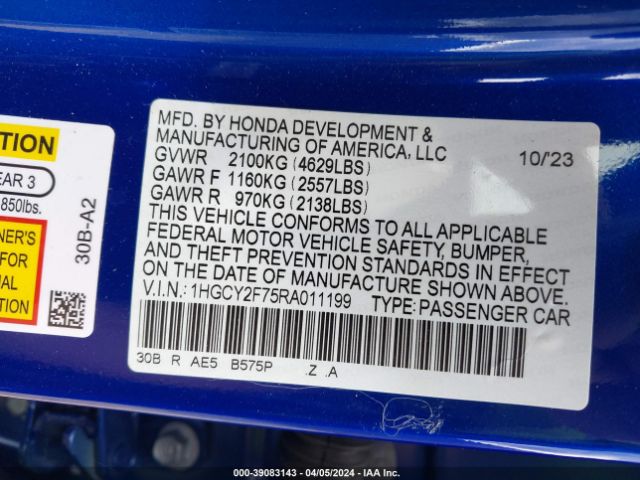 TION
EAR 3
850lbs.
NER'S
FOR
NAL
ATION
30B-A2
MFD. BY HONDA DEVELOPMENT &
MANUFACTURING OF AMERICA, LLC
GVWR 2100KG (4629LBS) 10/'23
GAWR F 1160KG (2557LBS)
GAWR R 970KG (2138LBS)
THIS VEHICLE CONFORMS TO ALL APPLICABLE
FEDERAL MOTOR VEHICLE SAFETY, BUMPER,
AND THEFT PREVENTION STANDARDS IN EFFECT
ON THE DATE OF MANUFACTURE SHOWN ABOVE.
V.I.N.: 1HGCY2F75RA011199 TYPE: PASSENGER CAR
30B R AE5 B575P .Z .A
000-39083143 - 04/05/2024 - IAA Inc.